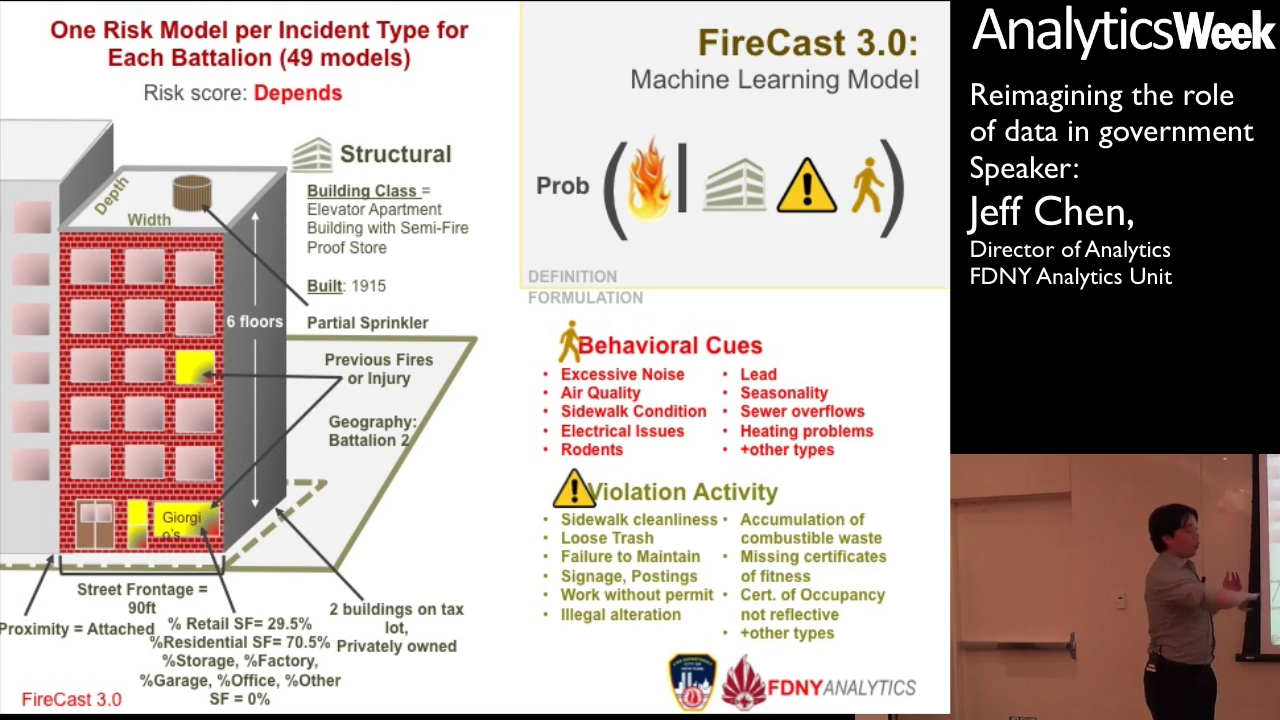 One Risk Model per Incident Type for
Each Battalion (49 models)
Risk score: Depends
Structural
Building Class =
Elevator Apartment
Building with Semi-Fire
Proof Store
Built: 1915
Partial Sprinkler
Depth
Width
6 floors
Previous Fires
or Injury
Geography:
Battalion 2
Giorgi
o's
Street Frontage =
90ft
Proximity = Attached
% Retail SF= 29.5%
%Residential SF= 70.5%
%Storage, %Factory,
%Garage, %Office, %Other
SF = 0%
2 buildings on tax
lot,
Privately owned
FireCast 3.0
FireCast 3.0:
Machine Learning Model
Prob ( | )
DEFINITION
FORMULATION
Behavioral Cues
• Excessive Noise
• Air Quality
• Sidewalk Condition
• Electrical Issues
• Rodents
• Lead
• Seasonality
• Sewer overflows
• Heating problems
• +other types
Violation Activity
• Sidewalk cleanliness
• Loose Trash
• Failure to Maintain
• Signage, Postings
• Work without permit
• Illegal alteration
• Accumulation of
combustible waste
• Missing certificates
of fitness
• Cert. of Occupancy
not reflective
• +other types
FDNYANALYTICS
AnalyticsWeek
Reimagining the role
of data in government
Speaker:
Jeff Chen,
Director of Analytics
FDNY Analytics Unit